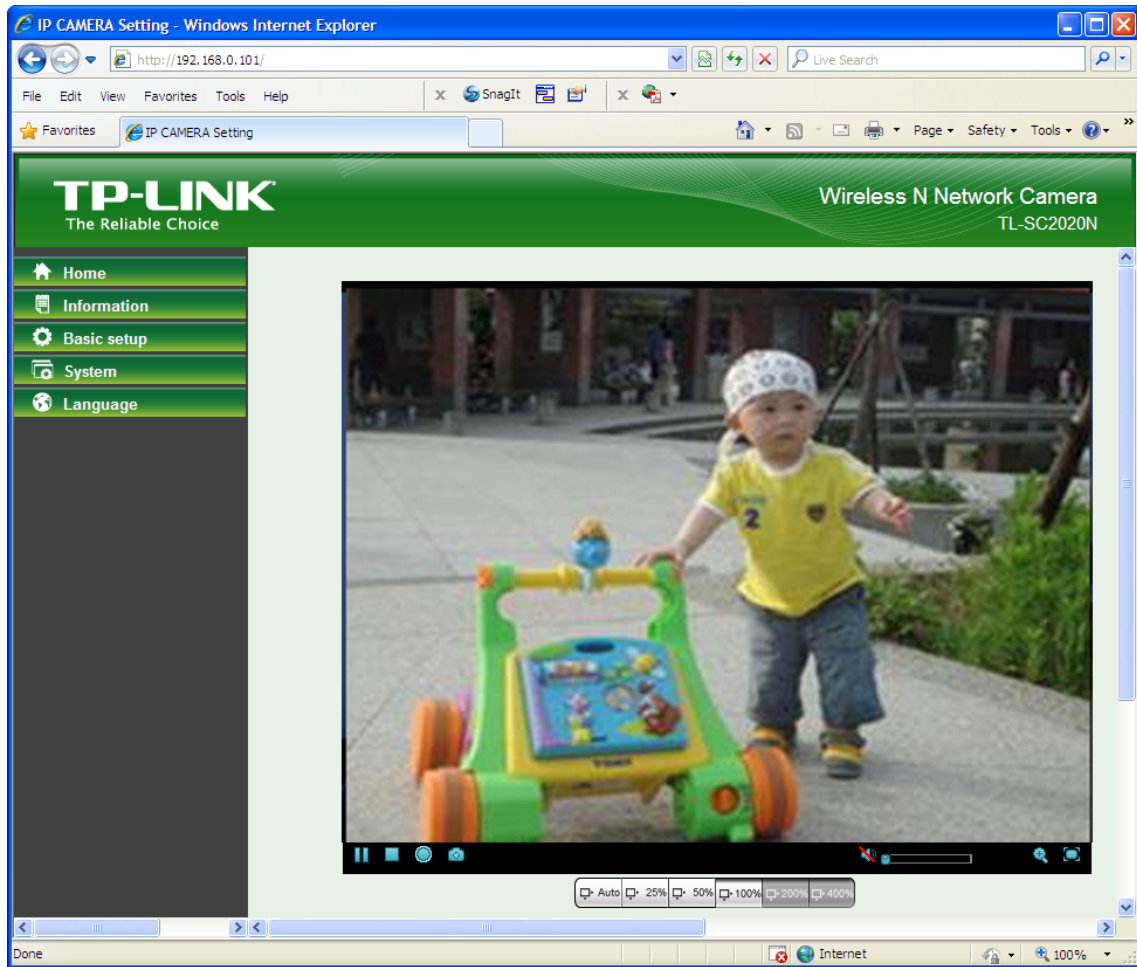 IP CAMERA Setting - Windows Internet Explorer
http://192.168.0.101/
Live Search
File Edit View Favorites Tools Help
x SnagIt
x
Favorites
IP CAMERA Setting
Page Safety Tools
TP-LINK
The Reliable Choice
Wireless N Network Camera
TL-SC2020N
Home
Information
Basic setup
System
Language
2
Auto 25% 50% 100% 200% 400%
Done
Internet
100%